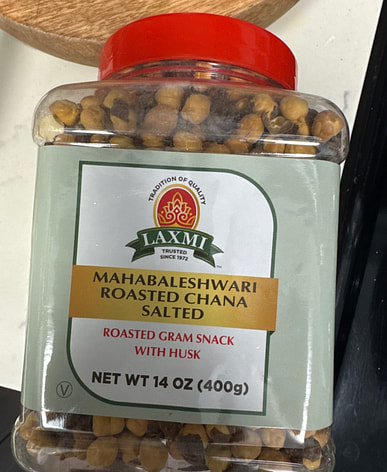 TRADITION OF QUALITY
LAXMI
TRUSTED
SINCE 1972
MAHABALESHWARI
ROASTED CHANA
SALTED
ROASTED GRAM SNACK
WITH HUSK
NET WT 14 OZ (400g)
V